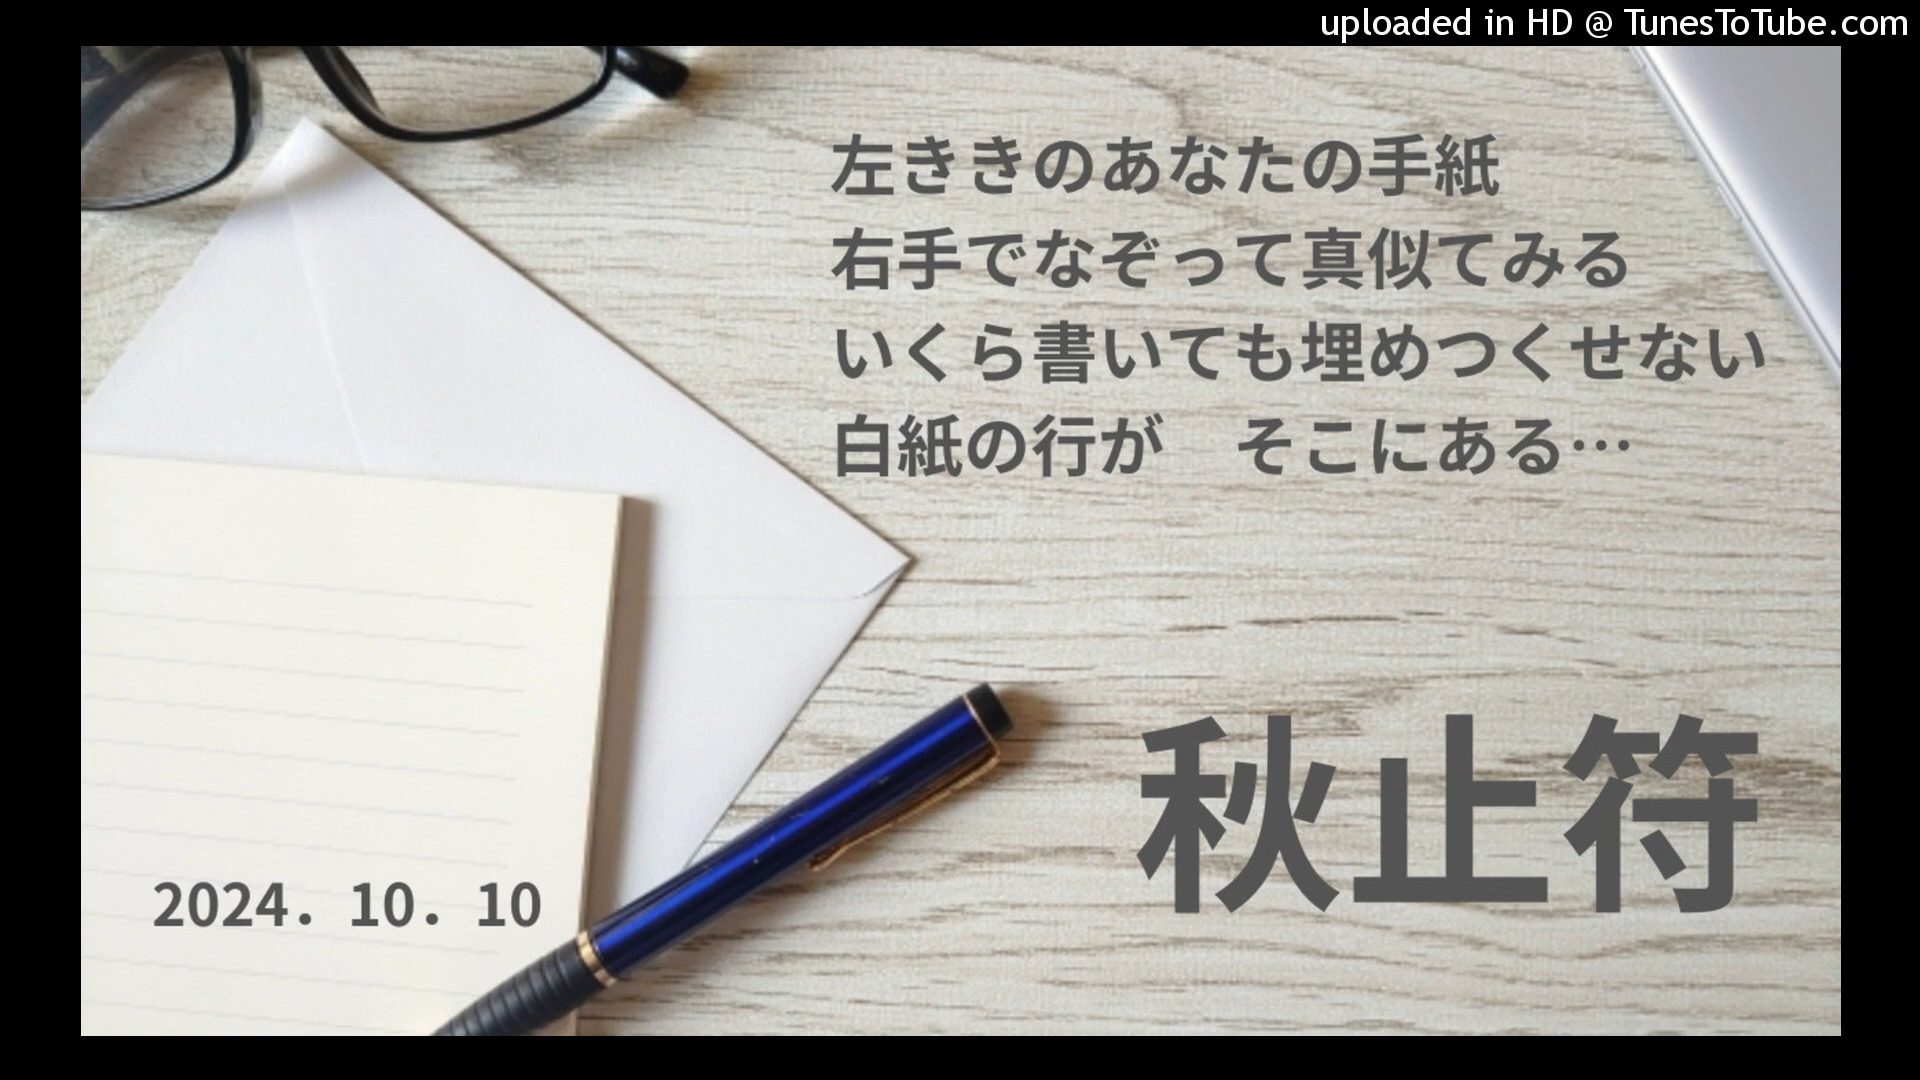 uploaded in HD @ TunesToTube.com
左ききのあなたの手紙
右手でなぞって真似てみる
いくら書いても埋めつくせない
白紙の行が　そこにある…
秋止符
2024．10．10